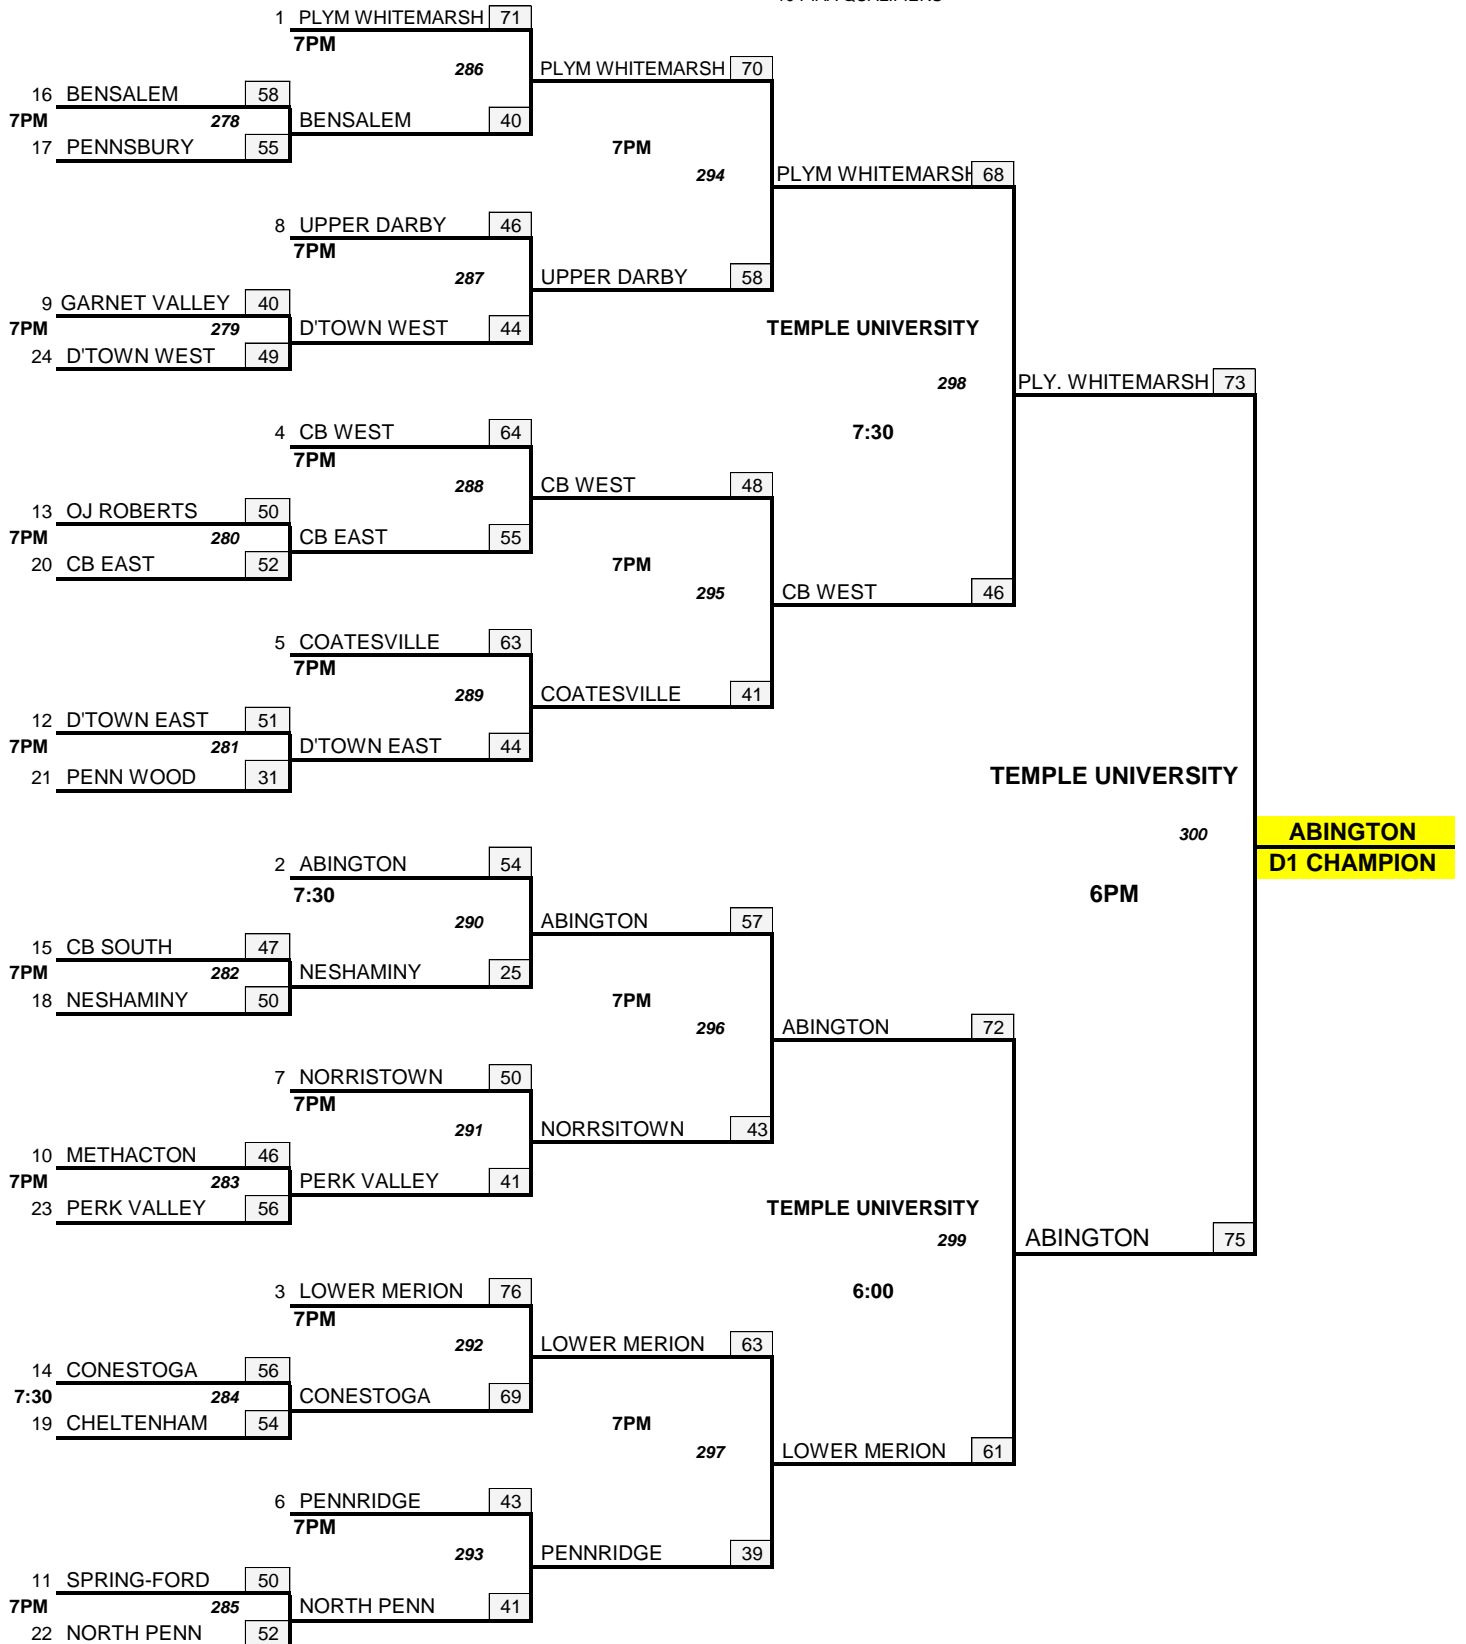 1 PLYM WHITEMARSH 71
7PM
286 PLYM WHITEMARSH 70
16 BENSALEM 58
7PM 278 BENSALEM 40
17 PENNSBURY 55
7PM
294 PLYM WHITEMARSH 68
8 UPPER DARBY 46
7PM
287 UPPER DARBY 58
9 GARNET VALLEY 40
7PM 279 D'TOWN WEST 44
TEMPLE UNIVERSITY
24 D'TOWN WEST 49
298 PLY. WHITEMARSH 73
4 CB WEST 64
7:30
7PM
288 CB WEST 48
13 OJ ROBERTS 50
7PM 280 CB EAST 55
20 CB EAST 52
7PM
295 CB WEST 46
5 COATESVILLE 63
7PM
289 COATESVILLE 41
12 D'TOWN EAST 51
7PM 281 D'TOWN EAST 44
21 PENN WOOD 31
TEMPLE UNIVERSITY
300 ABINGTON
D1 CHAMPION
2 ABINGTON 54
7:30
6PM
290 ABINGTON 57
15 CB SOUTH 47
7PM 282 NESHAMINY 25
18 NESHAMINY 50
7PM
296 ABINGTON 72
7 NORRISTOWN 50
7PM
291 NORRSITOWN 43
10 METHACTON 46
7PM 283 PERK VALLEY 41
23 PERK VALLEY 56
TEMPLE UNIVERSITY
299 ABINGTON 75
3 LOWER MERION 76
6:00
7PM
292 LOWER MERION 63
14 CONESTOGA 56
7:30 284 CONESTOGA 69
19 CHELTENHAM 54
7PM
297 LOWER MERION 61
6 PENNRIDGE 43
7PM
293 PENNRIDGE 39
11 SPRING-FORD 50
7PM 285 NORTH PENN 41
22 NORTH PENN 52